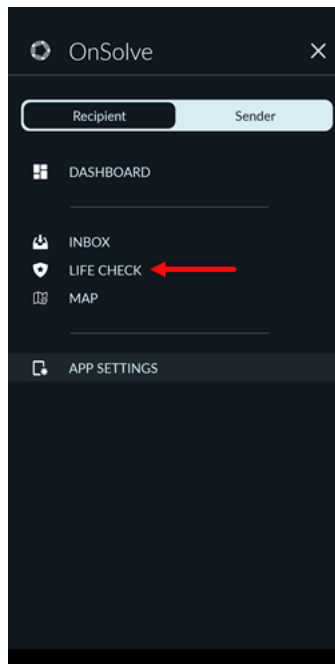 OnSolve
Recipient Sender
DASHBOARD
INBOX
LIFE CHECK
MAP
APP SETTINGS